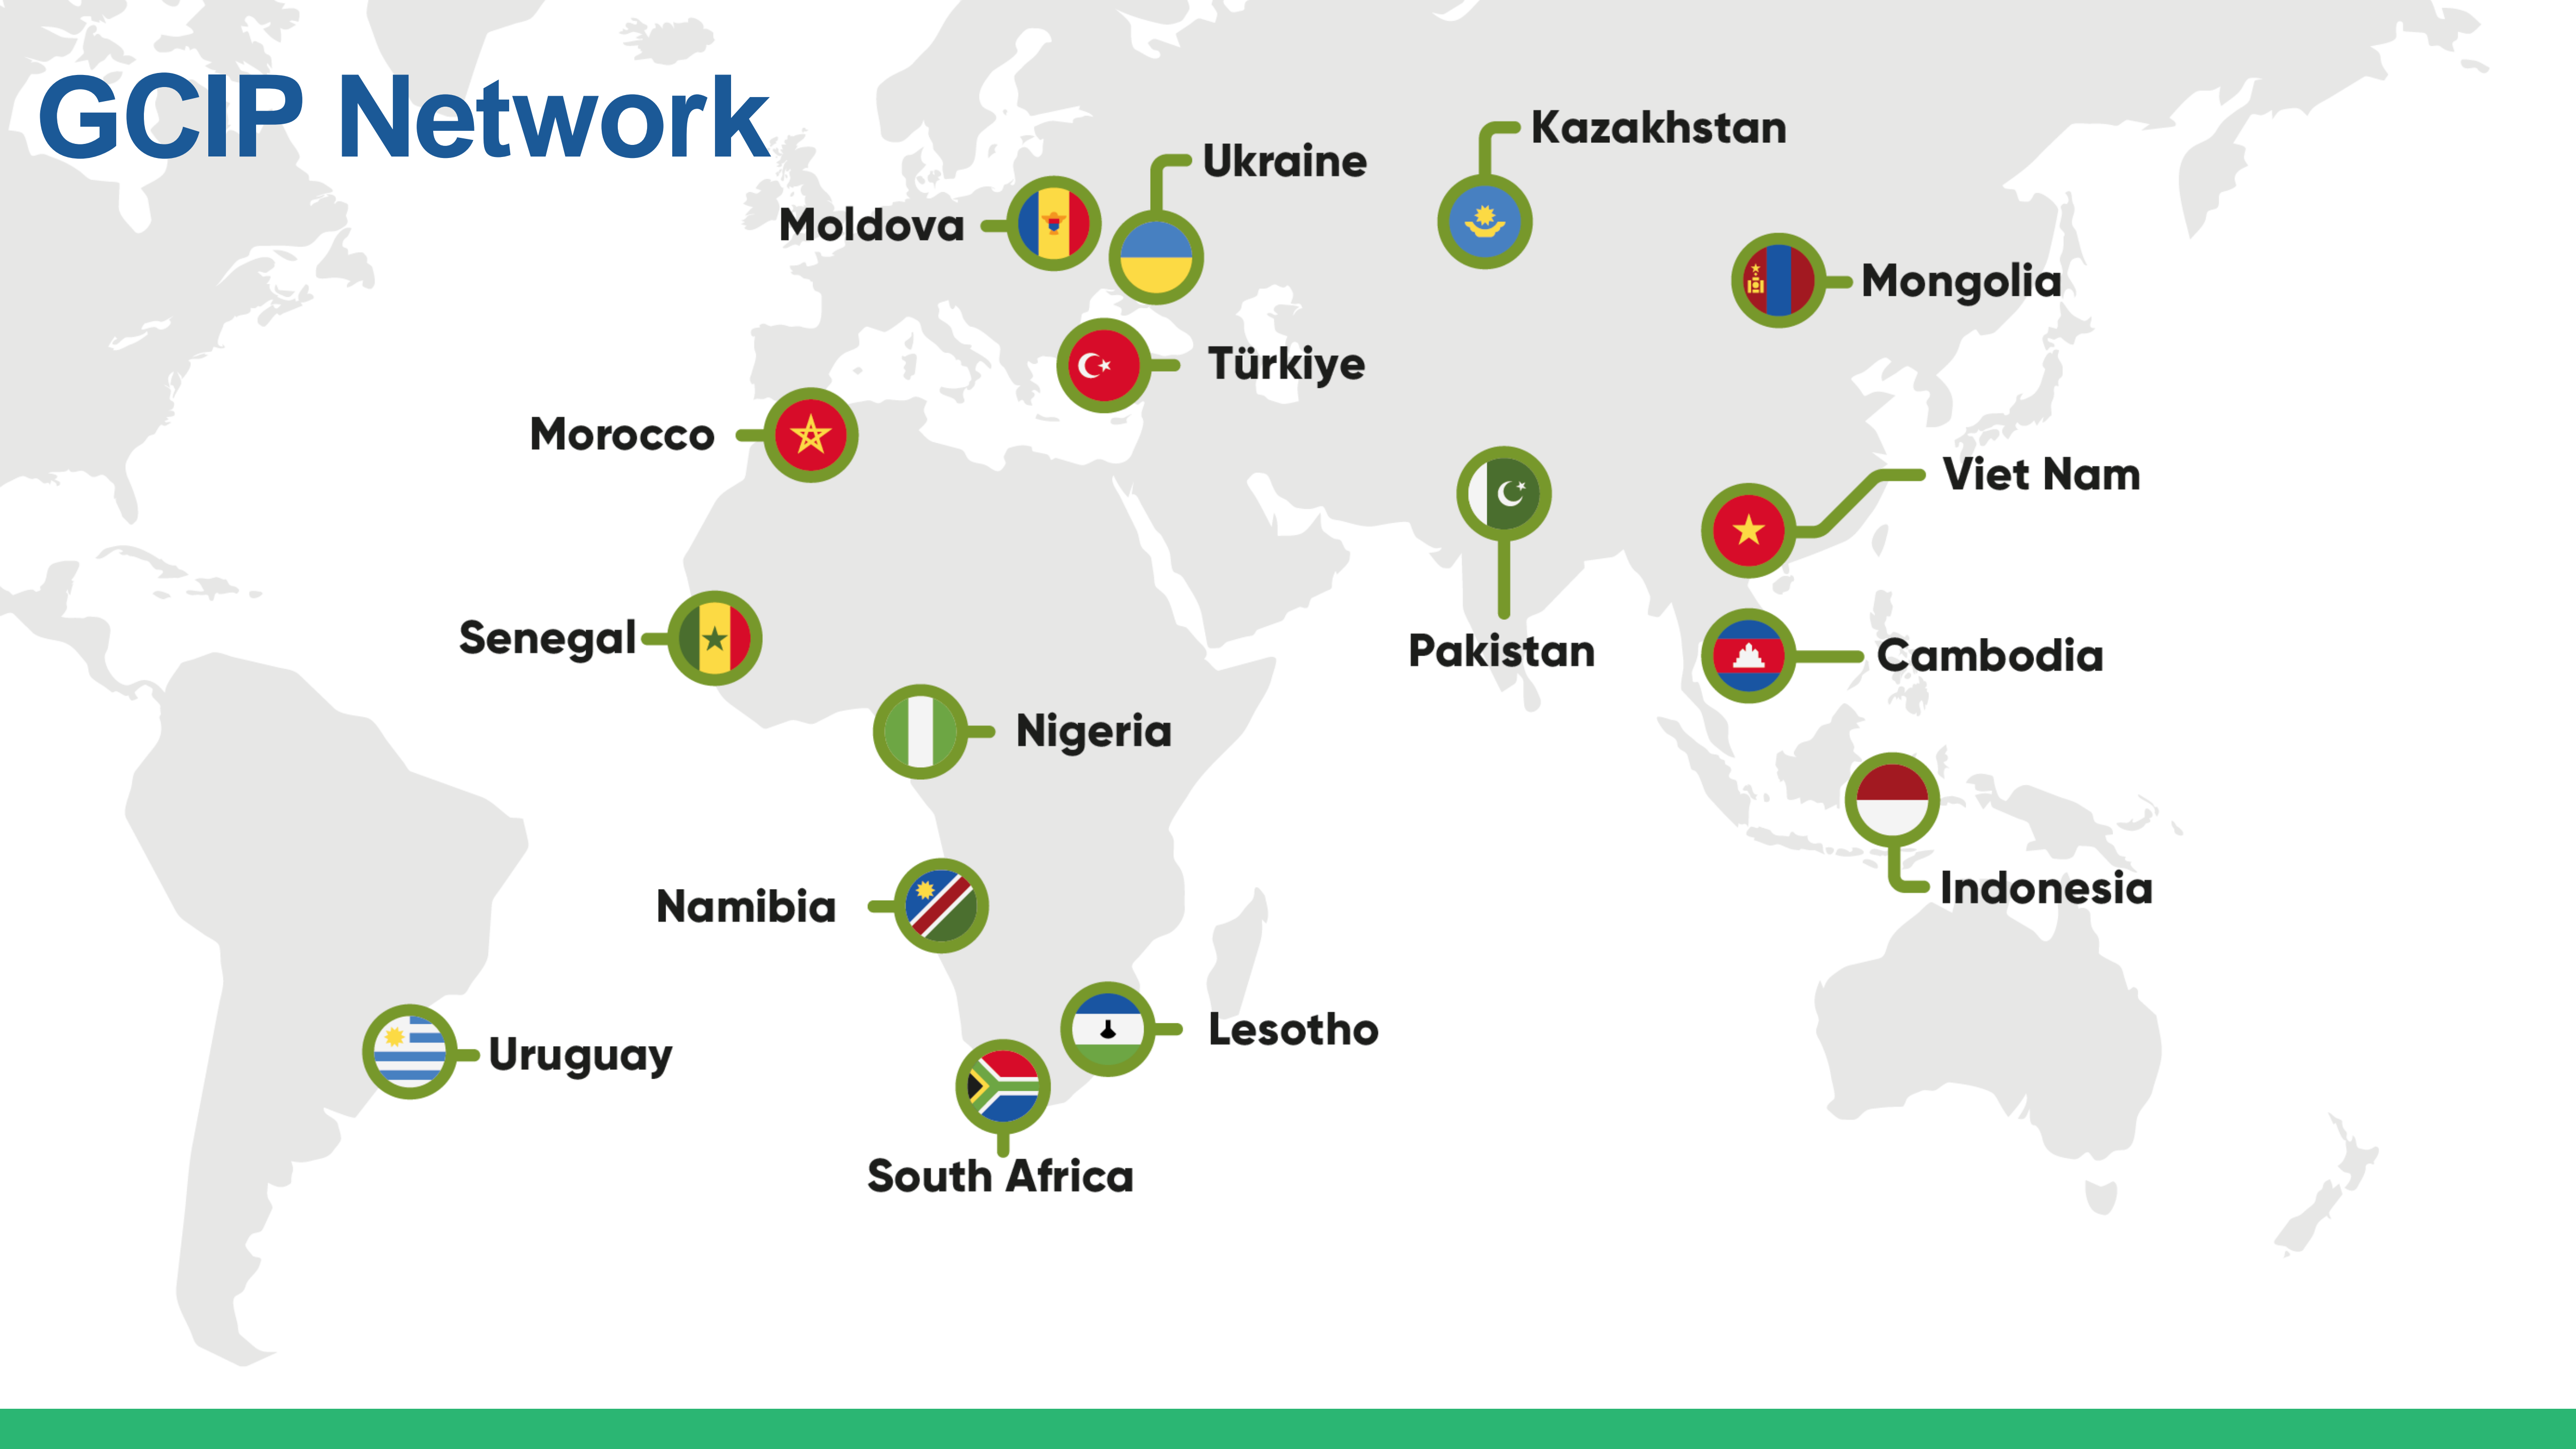 GCIP Network
Kazakhstan
Ukraine
Moldova
Mongolia
Türkiye
Morocco
Viet Nam
Senegal
Pakistan
Cambodia
Nigeria
Indonesia
Namibia
Lesotho
Uruguay
South Africa